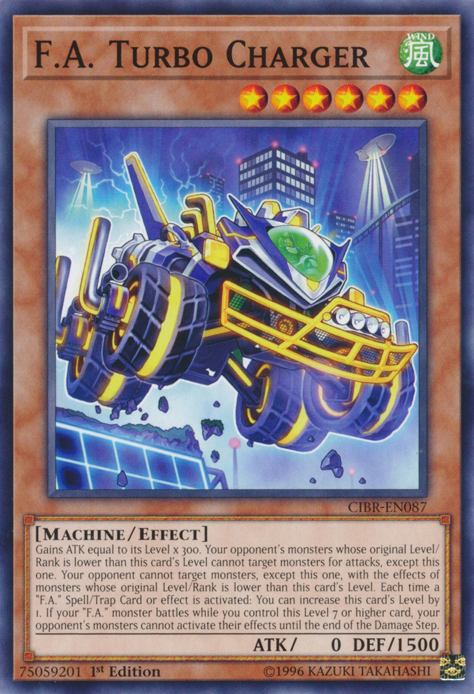 F.A. Turbo Charger
WIND
風
CIBR-EN087
[Machine/Effect]
Gains ATK equal to its Level x 300. Your opponent's monsters whose original Level/
Rank is lower than this card's Level cannot target monsters for attacks, except this
one. Your opponent cannot target monsters, except this one, with the effects of
monsters whose original Level/Rank is lower than this card's Level. Each time a
"F.A." Spell/Trap Card or effect is activated: You can increase this card's Level by
1. If your "F.A." monster battles while you control this Level 7 or higher card, your
opponent's monsters cannot activate their effects until the end of the Damage Step.
ATK/ 0 DEF/1500
75059201 1st Edition ©1996 KAZUKI TAKAHASHI